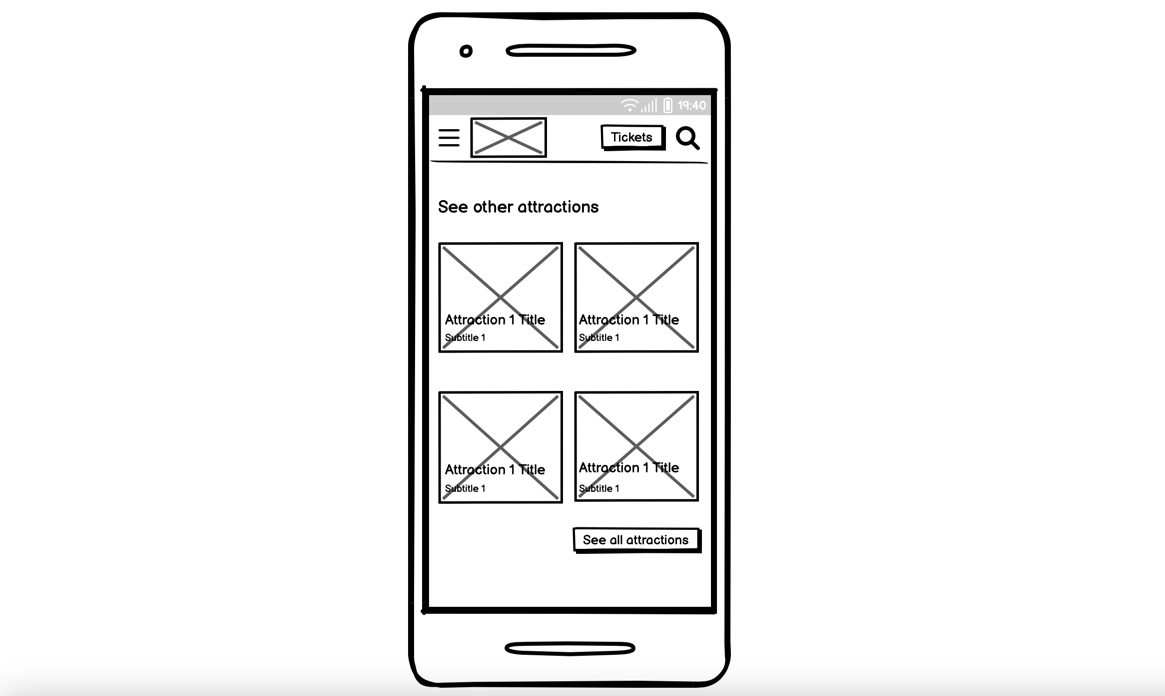 19:40
Tickets
See other attractions
Attraction 1 Title
Subtitle 1
Attraction 1 Title
Subtitle 1
Attraction 1 Title
Subtitle 1
Attraction 1 Title
Subtitle 1
See all attractions